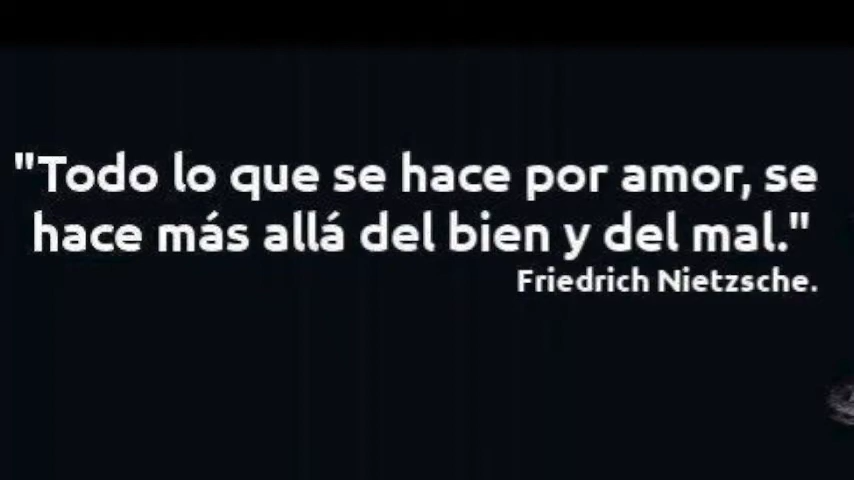 "Todo lo que se hace por amor, se
hace más allá del bien y del mal."
Friedrich Nietzsche.